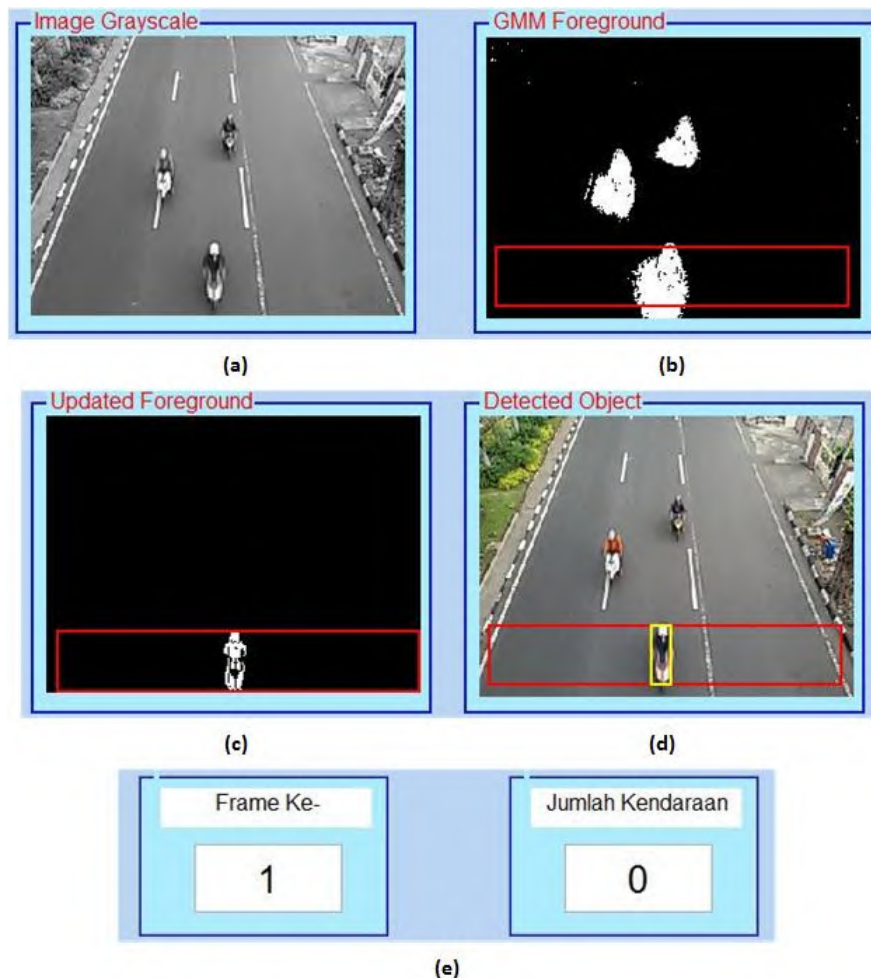 Image Grayscale
GMM Foreground
(a)
(b)
Updated Foreground
Detected Object
(c)
(d)
Frame Ke-
Jumlah Kendaraan
1
0
(e)